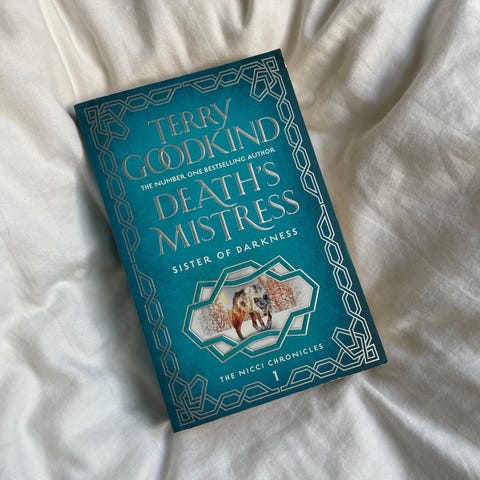 TERRY
GOODKIND
THE NUMBER ONE BESTSELLING AUTHOR
DEATH'S
MISTRESS
SISTER OF DARKNESS
THE NICCI CHRONICLES
1